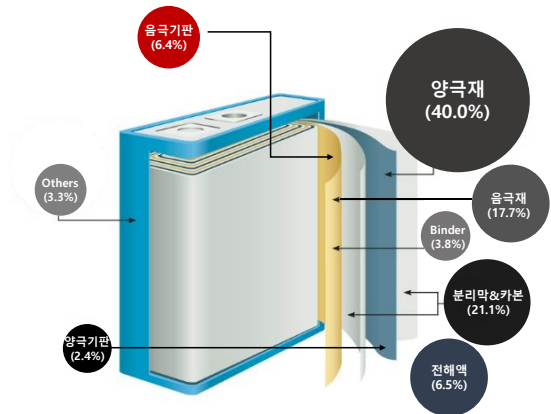 음극기판
(6.4%)
양극재
(40.0%)
Others
(3.3%)
음극재
(17.7%)
Binder
(3.8%)
분리막&카본
(21.1%)
양극기판
(2.4%)
전해액
(6.5%)